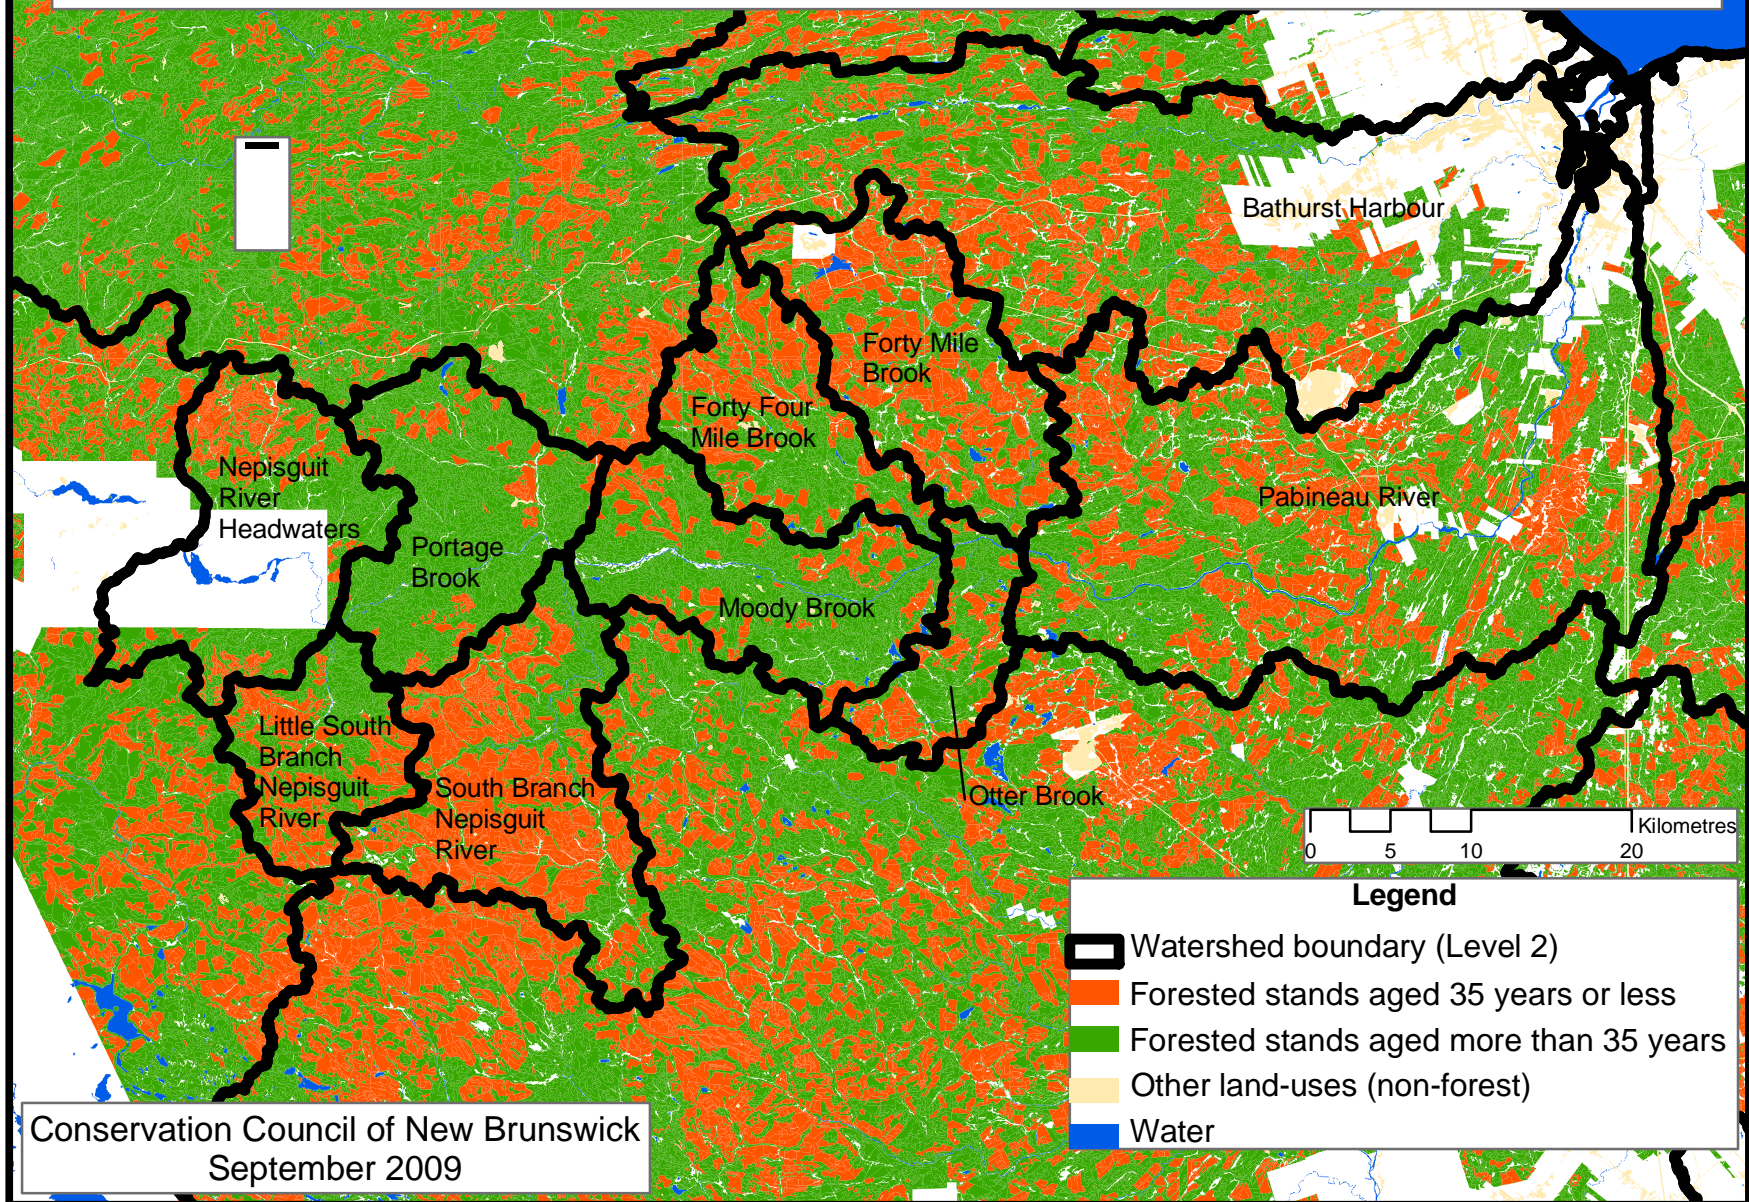 Bathurst Harbour
Forty Mile
Brook
Forty Four
Mile Brook
Nepisguit
River
Headwaters
Pabineau River
Portage
Brook
Moody Brook
Little South
Branch
Nepisguit
River
South Branch
Nepisguit
River
Otter Brook
Kilometres
0 5 10 20
Legend
Watershed boundary (Level 2)
Forested stands aged 35 years or less
Forested stands aged more than 35 years
Other land-uses (non-forest)
Water
Conservation Council of New Brunswick
September 2009